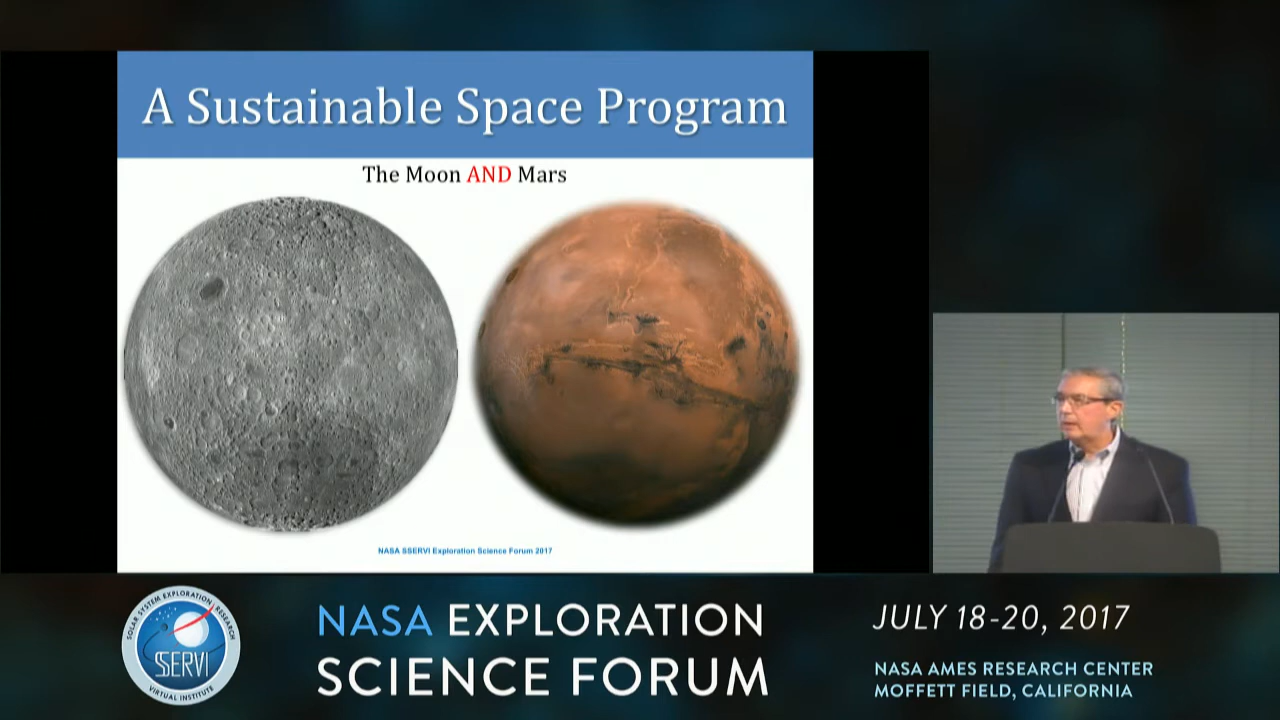 A Sustainable Space Program
The Moon AND Mars
NASA SSERVI Exploration Science Forum 2017
SOLAR SYSTEM EXPLORATION RESEARCH
SSERVI
VIRTUAL INSTITUTE
NASA EXPLORATION
SCIENCE FORUM
JULY 18-20, 2017
NASA AMES RESEARCH CENTER
MOFFETT FIELD, CALIFORNIA